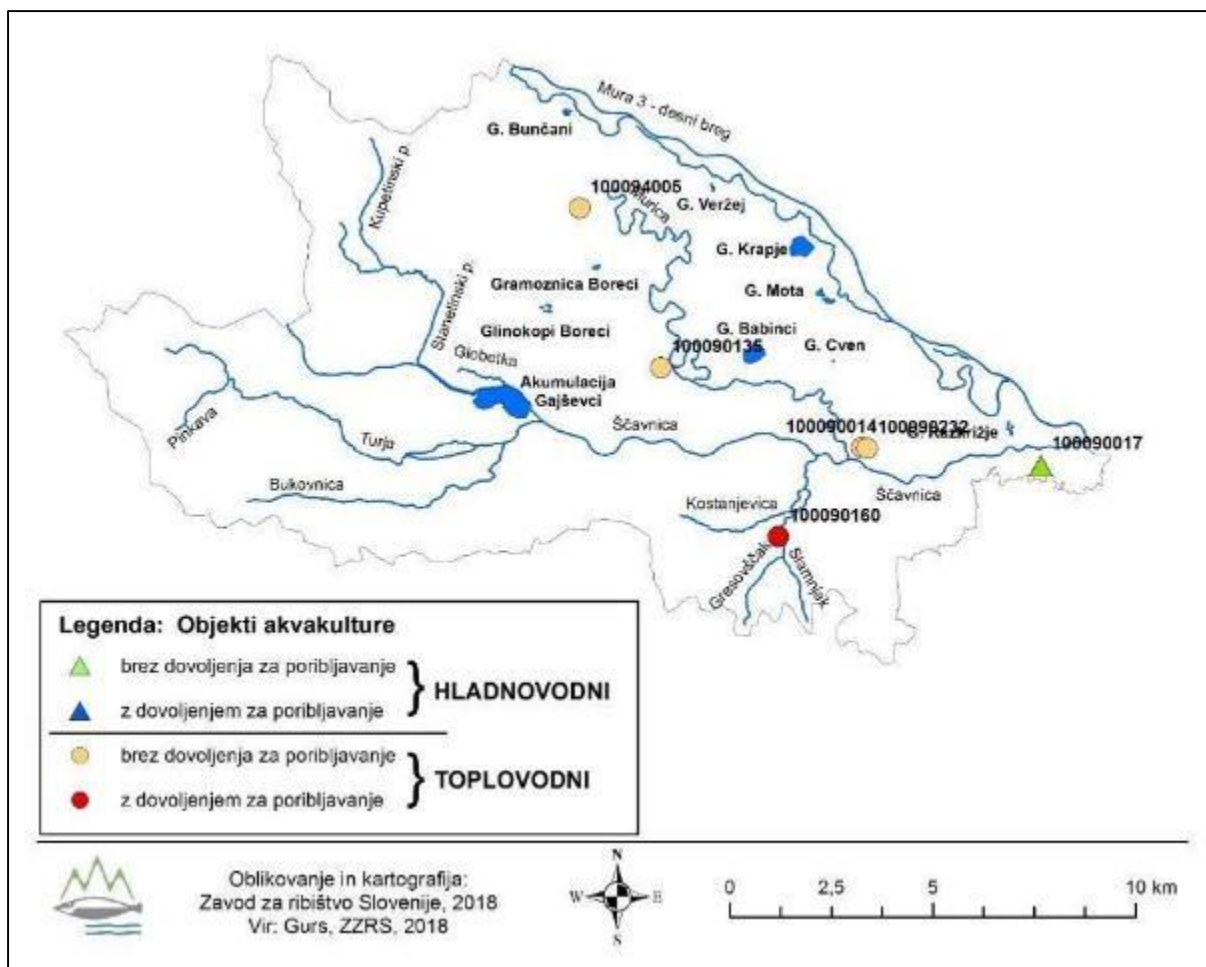 Mura 3 - desni breg
G. Bunčani
Kupetinski p.
100094005
Murica
G. Veržej
G. Krapje
Gramoznica Boreci
G. Mota
Stanetinski p.
Glinokopi Boreci
G. Babinci
100090135
G. Cven
Globetka
Akumulacija
Gajševci
Pinkava
Turja
Ščavnica
100090014
G. Razkrižje
100090017
Bukovnica
Kostanjevica
Ščavnica
100090160
Gresovščak
Slamnjak
Legenda: Objekti akvakulture
brez dovoljenja za poribljavanje
HLADNOVODNI
z dovoljenjem za poribljavanje
brez dovoljenja za poribljavanje
TOPLOVODNI
z dovoljenjem za poribljavanje
Oblikovanje in kartografija:
Zavod za ribištvo Slovenije, 2018
Vir: Gurs, ZZRS, 2018
N
W E
S
0 2,5 5 10 km